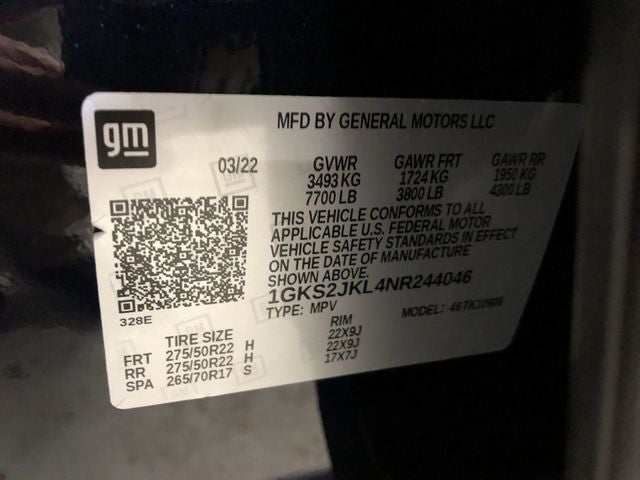 gm
MFD BY GENERAL MOTORS LLC
03/22 GVWR GAWR FRT GAWR RR
3493 KG 1724 KG 1950 KG
7700 LB 3800 LB 4300 LB
THIS VEHICLE CONFORMS TO ALL
APPLICABLE U.S. FEDERAL MOTOR
VEHICLE SAFETY STANDARDS IN EFFECT
ON THE DATE OF MANUFACTURE
SHOWN ABOVE.
1GKS2JKL4NR244046
TYPE: MPV MODEL:
328E
TIRE SIZE RIM
FRT 275/50R22 H 22X9J
RR 275/50R22 H 22X9J
SPA 265/70R17 S 17X7J